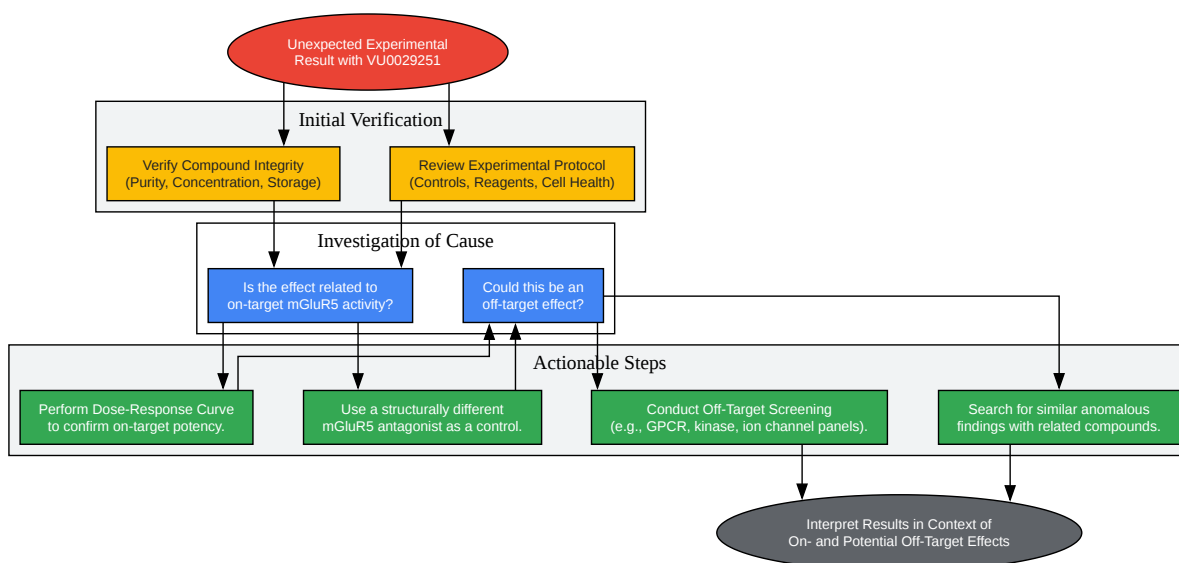 Unexpected Experimental
Result with VU0029251
Initial Verification
Verify Compound Integrity
(Purity, Concentration, Storage)
Review Experimental Protocol
(Controls, Reagents, Cell Health)
Investigation of Cause
Is the effect related to
on-target mGluR5 activity?
Could this be an
off-target effect?
Actionable Steps
Perform Dose-Response Curve
to confirm on-target potency.
Use a structurally different
mGluR5 antagonist as a control.
Conduct Off-Target Screening
(e.g., GPCR, kinase, ion channel panels).
Search for similar anomalous
findings with related compounds.
Interpret Results in Context of
On- and Potential Off-Target Effects